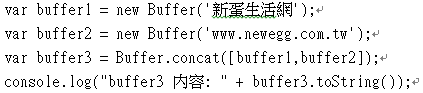 var buffer1 = new Buffer('新蛋生活網');
var buffer2 = new Buffer('www.newegg.com.tw');
var buffer3 = Buffer.concat([buffer1,buffer2]);
console.log("buffer3 内容: " + buffer3.toString());